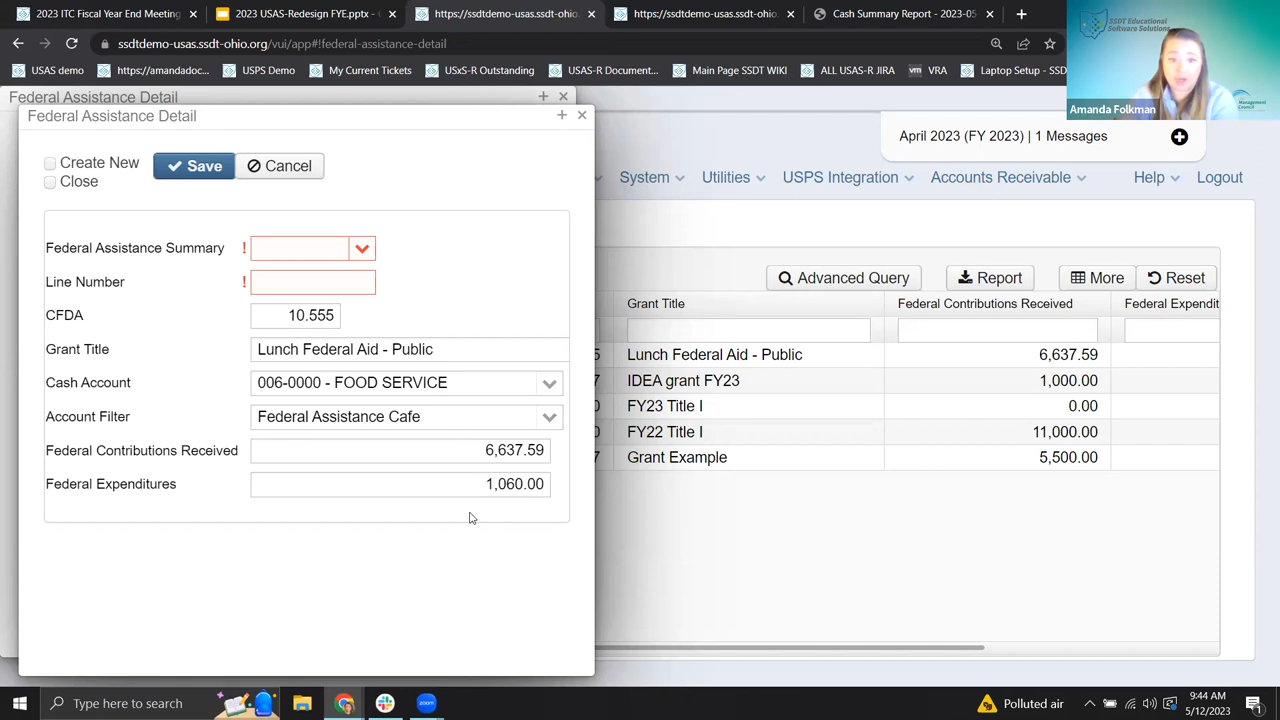 2023 ITC Fiscal Year End Meeting
2023 USAS-Redesign FYE.pptx - G
https://ssdtdemo-usas.ssdt-ohio.
https://ssdtdemo-usas.ssdt-ohio.
Cash Summary Report - 2023-05
ssdtdemo-usas.ssdt-ohio.org/vui/app#!federal-assistance-detail
USAS demo
https://amandadoc...
USPS Demo
My Current Tickets
USxS-R Outstanding
USAS-R Document...
Main Page SSDT WIKI
ALL USAS-R JIRA
VRA
Laptop Setup - SSD
SSDT Educational
Software Solutions
Management
Council
Amanda Folkman
Federal Assistance Detail
Federal Assistance Detail
April 2023 (FY 2023) | 1 Messages
Create New
Close
Save
Cancel
System
Utilities
USPS Integration
Accounts Receivable
Help
Logout
Federal Assistance Summary !
Line Number !
CFDA 10.555
Grant Title Lunch Federal Aid - Public
Cash Account 006-0000 - FOOD SERVICE
Account Filter Federal Assistance Cafe
Federal Contributions Received 6,637.59
Federal Expenditures 1,060.00
Advanced Query
Report
More
Reset
Grant Title Federal Contributions Received Federal Expendit
5 Lunch Federal Aid - Public 6,637.59
7 IDEA grant FY23 1,000.00
0 FY23 Title I 0.00
0 FY22 Title I 11,000.00
7 Grant Example 5,500.00
Type here to search
zoom
Polluted air
9:44 AM
5/12/2023
1